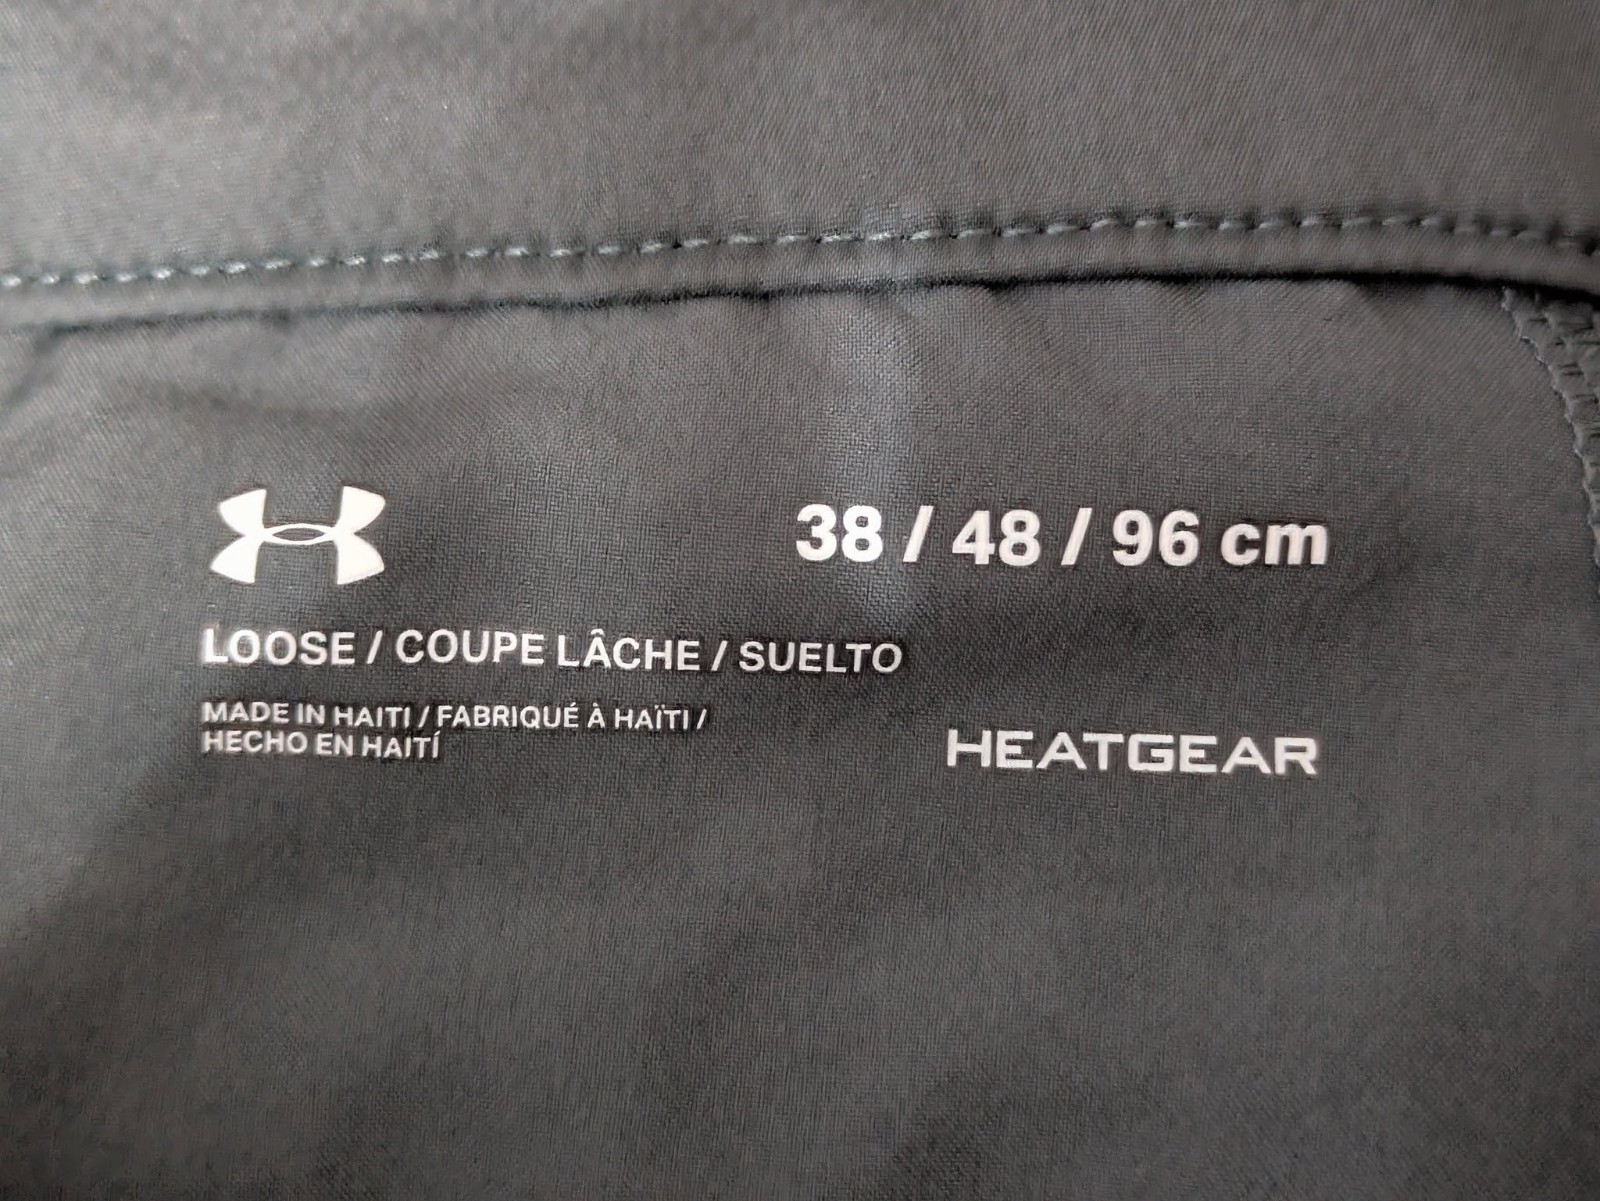 38 / 48 / 96 cm
LOOSE / COUPE LÂCHE / SUELTO
MADE IN HAITI / FABRIQUÉ À HAÏTI /
HECHO EN HAITÍ
HEATGEAR